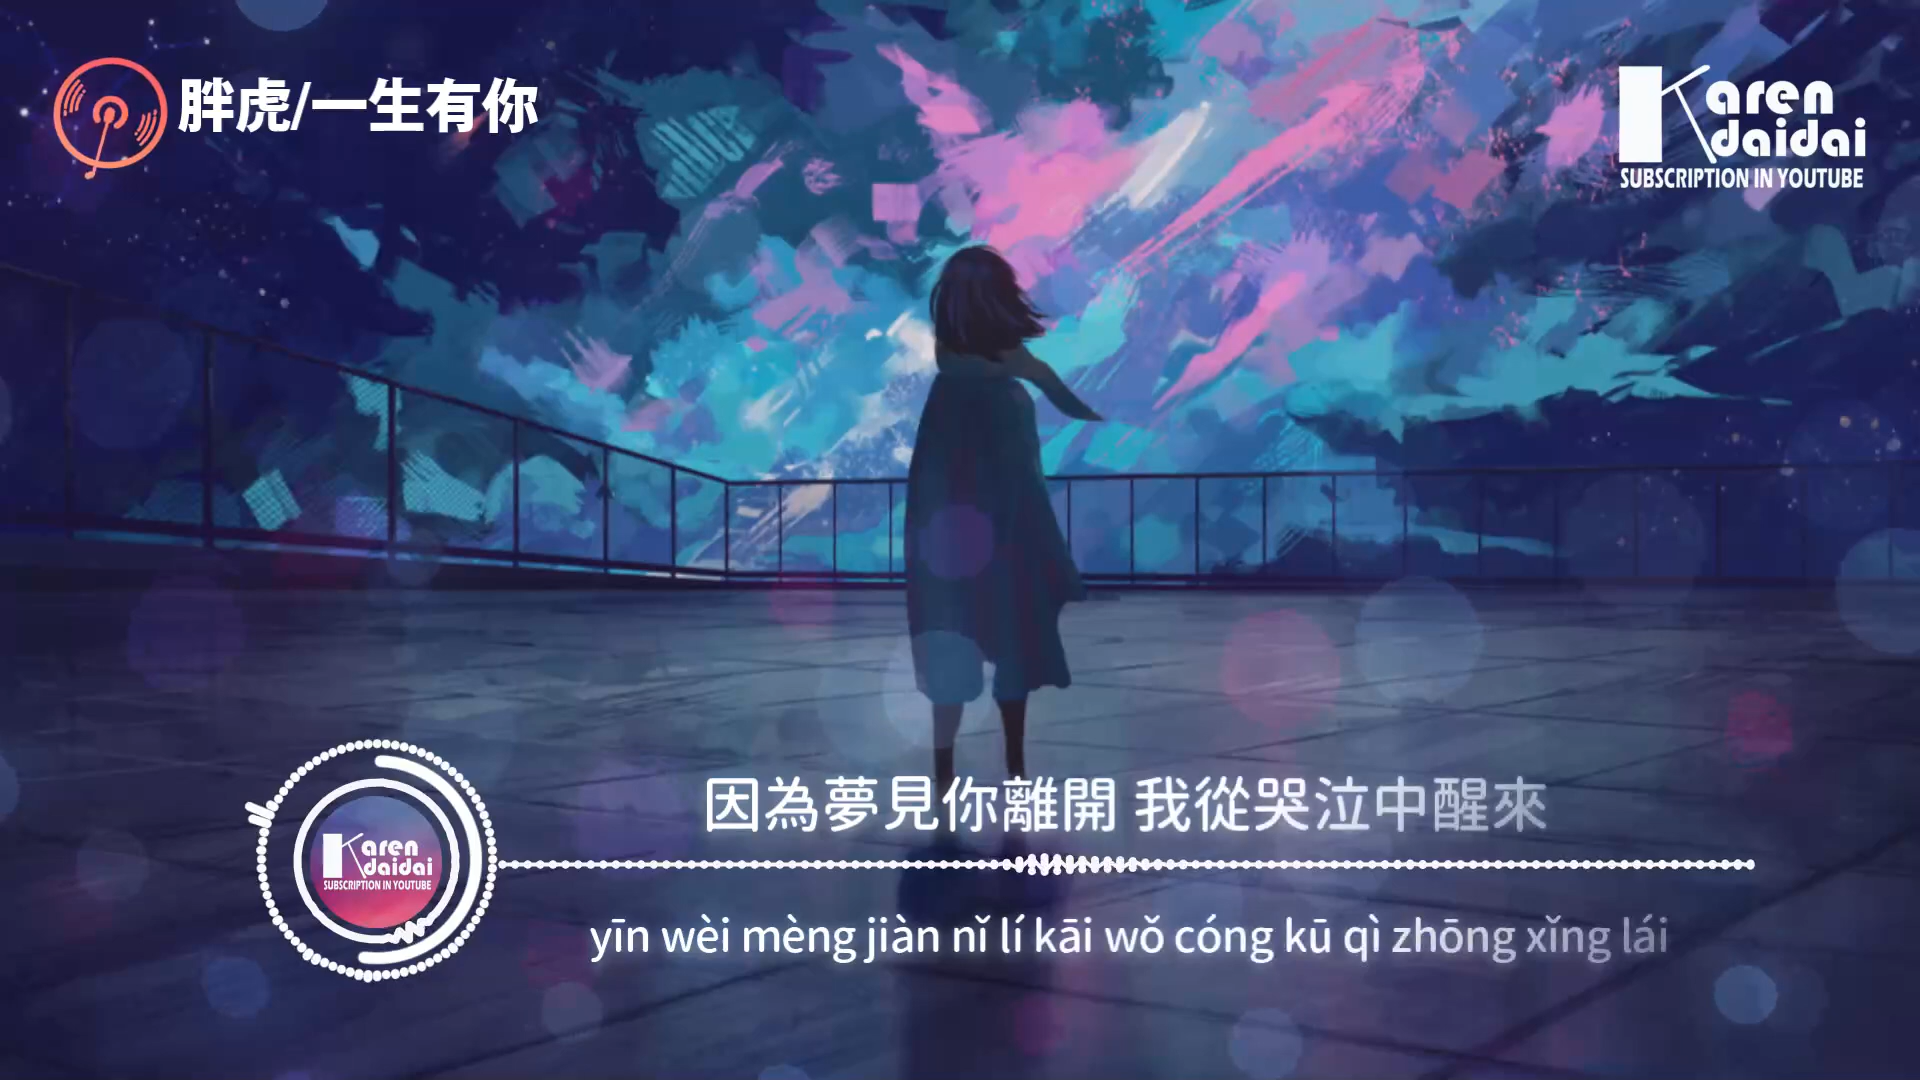 胖虎/一生有你
Karen
daidai
SUBSCRIPTION IN YOUTUBE
因為夢見你離開 我從哭泣中醒來
Karen
daidai
SUBSCRIPTION IN YOUTUBE
yīn wèi mèng jiàn nǐ lí kāi wǒ cóng kū qì zhōng xǐng lái